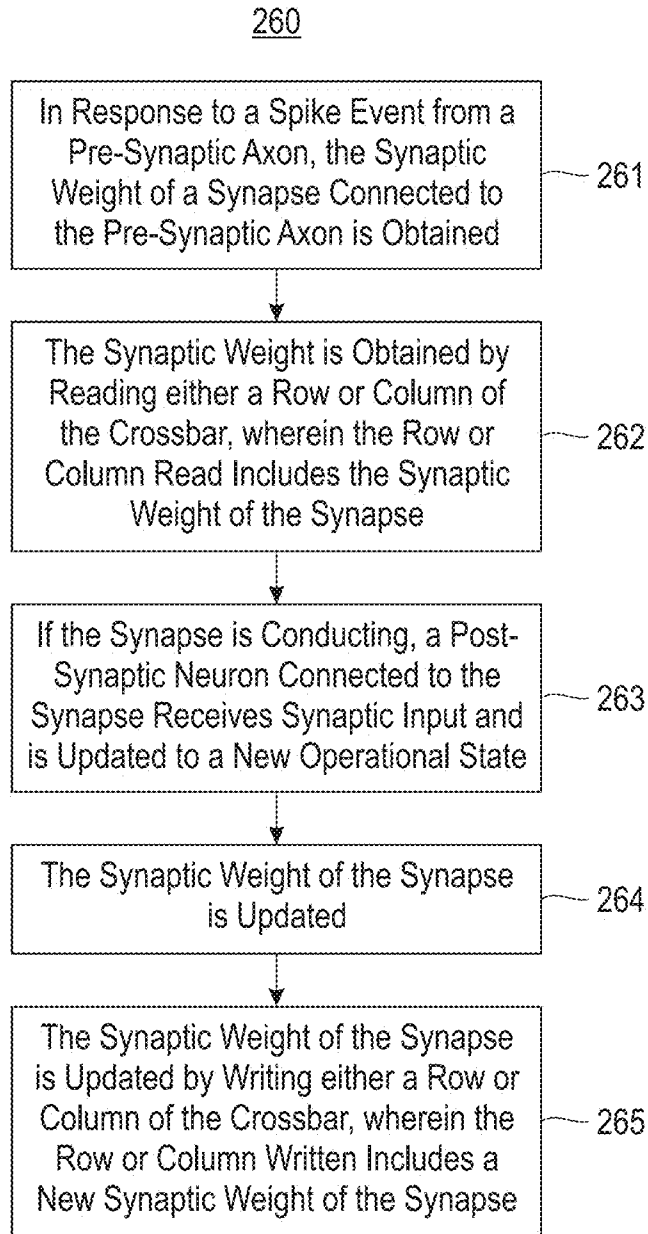 260
In Response to a Spike Event from a
Pre-Synaptic Axon, the Synaptic
Weight of a Synapse Connected to
the Pre-Synaptic Axon is Obtained
261
The Synaptic Weight is Obtained by
Reading either a Row or Column of
the Crossbar, wherein the Row or
Column Read Includes the Synaptic
Weight of the Synapse
262
If the Synapse is Conducting, a Post-
Synaptic Neuron Connected to the
Synapse Receives Synaptic Input and
is Updated to a New Operational State
263
The Synaptic Weight of the Synapse
is Updated
264
The Synaptic Weight of the Synapse
is Updated by Writing either a Row or
Column of the Crossbar, wherein the
Row or Column Written Includes a
New Synaptic Weight of the Synapse
265